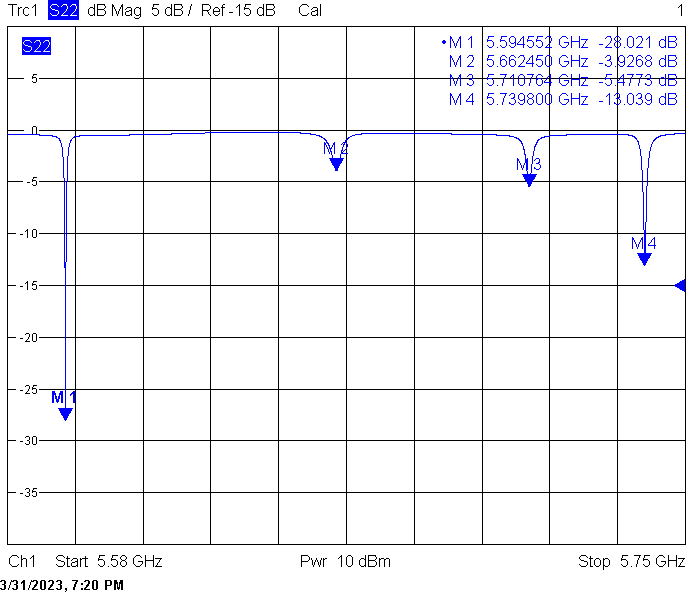 Trc1 S22 dB Mag 5 dB / Ref -15 dB Cal 1
S22
•M 1 5.594552 GHz -28.021 dB
M 2 5.662450 GHz -3.9268 dB
M 3 5.710764 GHz -5.4773 dB
M 4 5.739800 GHz -13.039 dB
5
0
M 2
M 3
-5
M 4
-10
-15
-20
-25
M 1
-30
-35
Ch1 Start 5.58 GHz Pwr 10 dBm Stop 5.75 GHz
3/31/2023, 7:20 PM